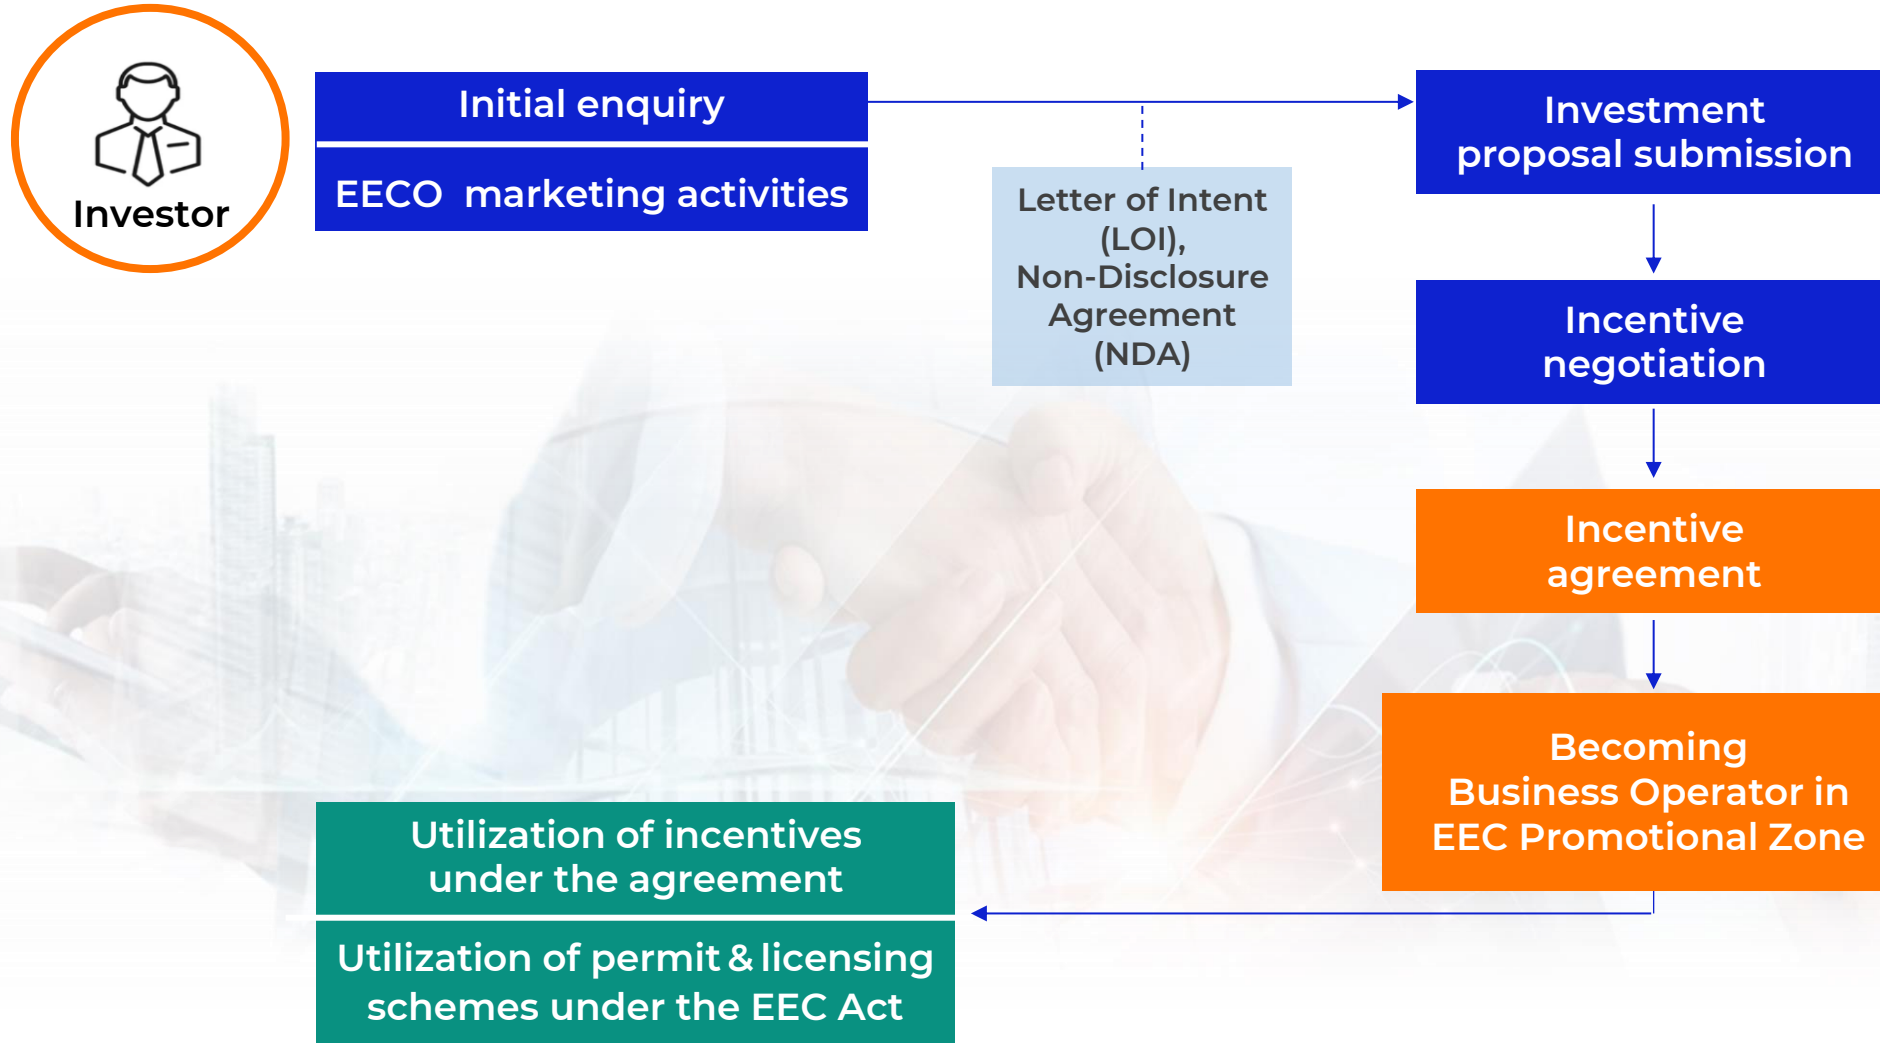 Investor
Initial enquiry
EECO marketing activities
Letter of Intent
(LOI),
Non-Disclosure
Agreement
(NDA)
Investment
proposal submission
Incentive
negotiation
Incentive
agreement
Becoming
Business Operator in
EEC Promotional Zone
Utilization of incentives
under the agreement
Utilization of permit & licensing
schemes under the EEC Act